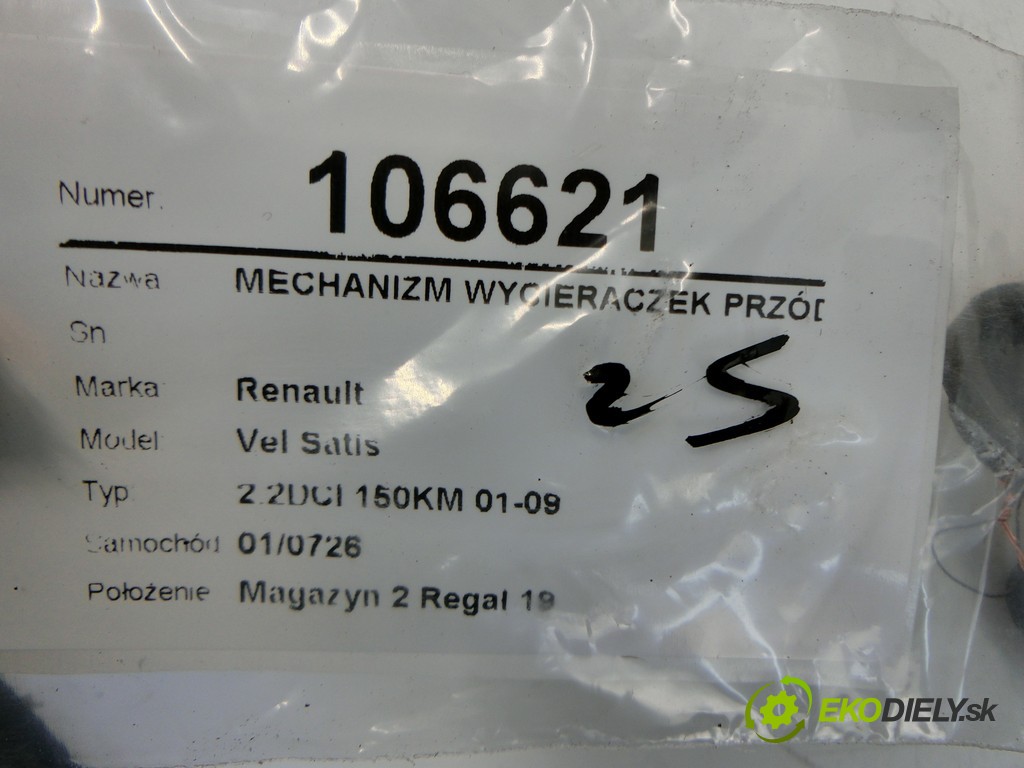 Numer. 106621
Nazwa MECHANIZM WYCIERACZEK PRZÓD
Sn
25
Marka Renault
Model Vel Satis
Typ 2.2DCI 150KM 01-09
Samochód 01/0726
Położenie Magazyn 2 Regal 19
EKODIELY.sk